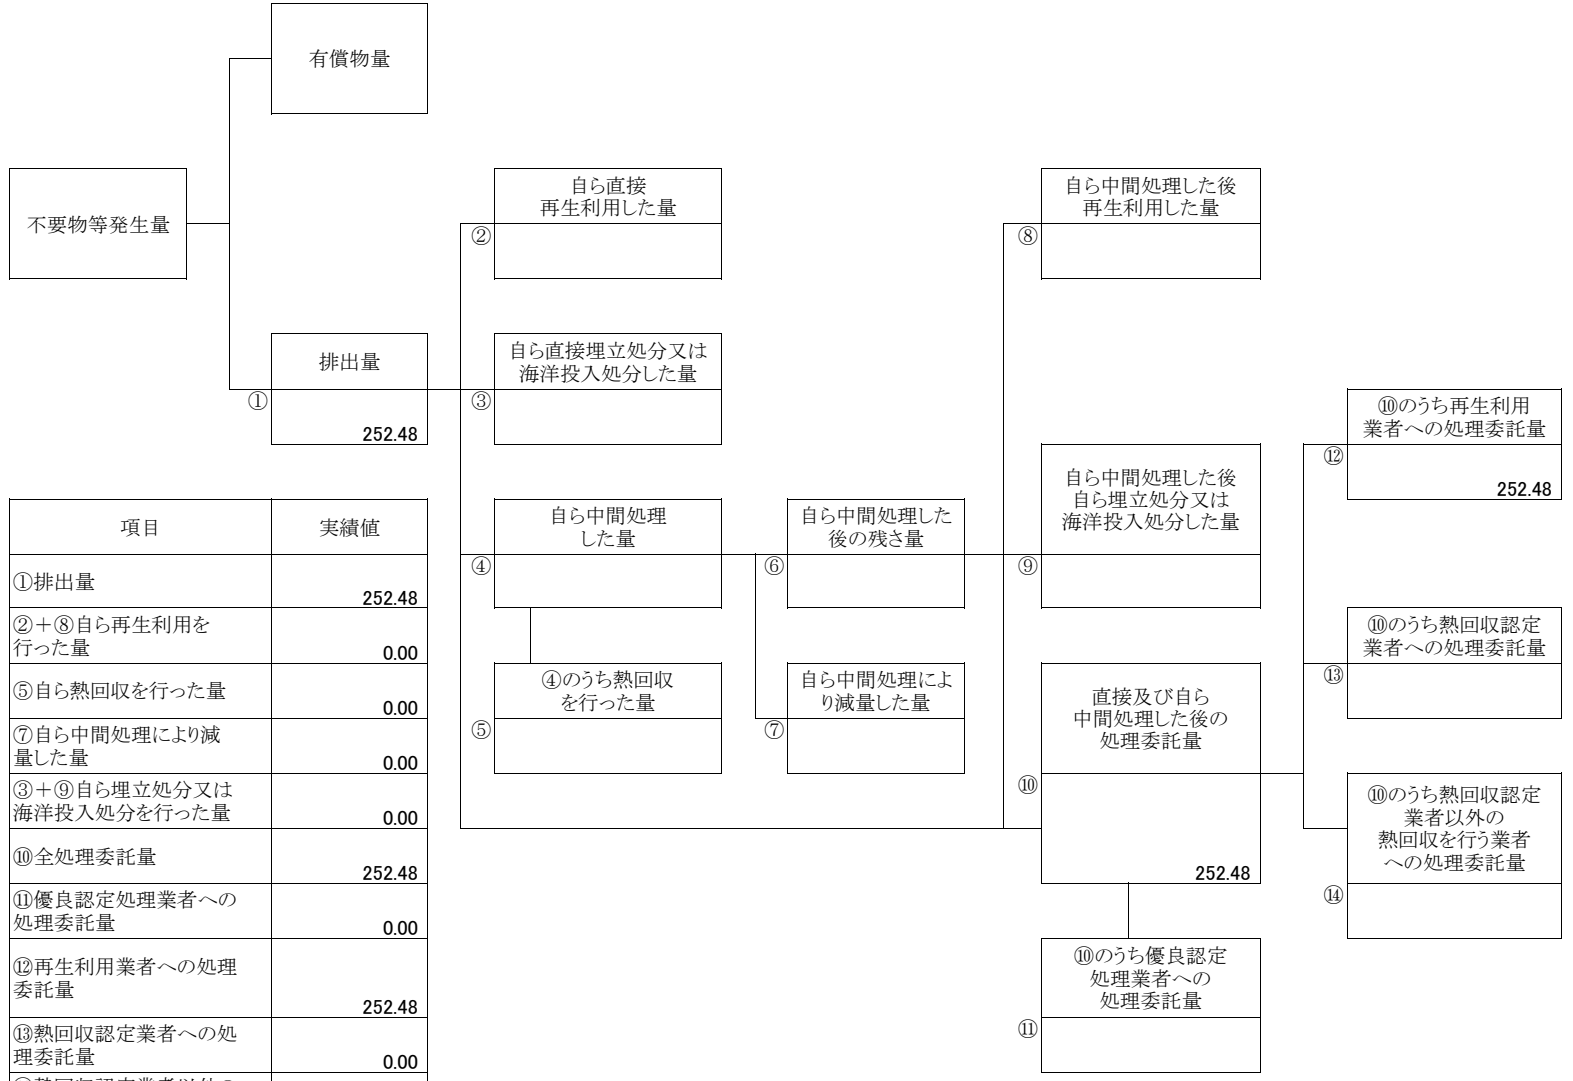 有償物量
不要物等発生量
自ら直接
再生利用した量
②
自ら中間処理した後
再生利用した量
⑧
排出量
①
252.48
自ら直接埋立処分又は
海洋投入処分した量
③
⑩のうち再生利用
業者への処理委託量
⑫
252.48
自ら中間処理
した量
④
自ら中間処理した
後の残さ量
⑥
自ら中間処理した後
自ら埋立処分又は
海洋投入処分した量
⑨
⑩のうち熱回収認定
業者への処理委託量
⑬
④のうち熱回収
を行った量
⑤
自ら中間処理によ
り減量した量
⑦
直接及び自ら
中間処理した後の
処理委託量
⑩
252.48
⑩のうち熱回収認定
業者以外の
熱回収を行う業者
への処理委託量
⑭
⑩のうち優良認定
処理業者への
処理委託量
⑪
項目
実績値
①排出量
252.48
②+⑧自ら再生利用を
行った量
0.00
⑤自ら熱回収を行った量
0.00
⑦自ら中間処理により減
量した量
0.00
③+⑨自ら埋立処分又は
海洋投入処分を行った量
0.00
⑩全処理委託量
252.48
⑪優良認定処理業者への
処理委託量
0.00
⑫再生利用業者への処理
委託量
252.48
⑬熱回収認定業者への処
理委託量
0.00